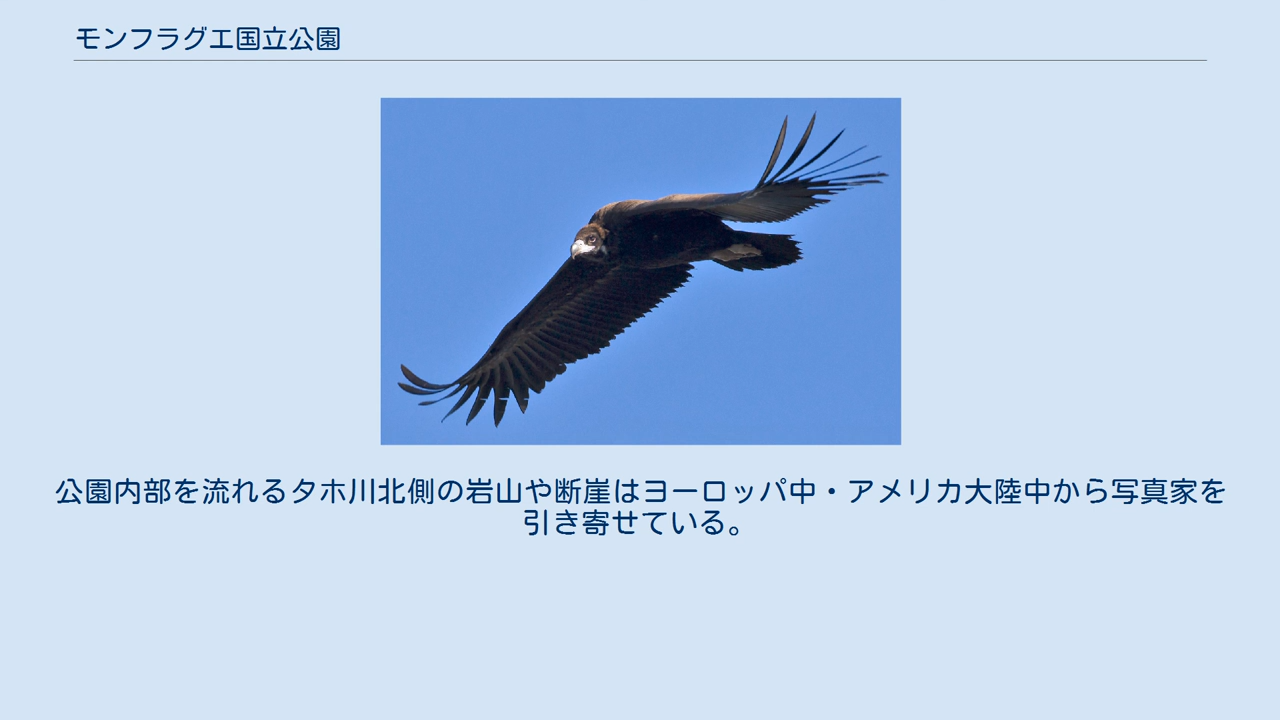 モンフラグエ国立公園
公園内部を流れるタホ川北側の岩山や断崖はヨーロッパ中・アメリカ大陸中から写真家を
引き寄せている。